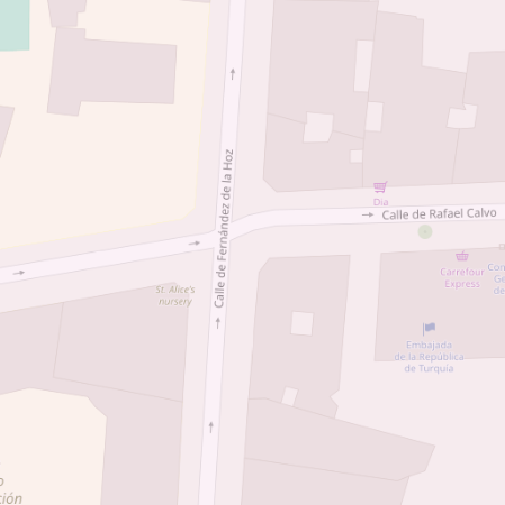 Calle de Fernández de la Hoz
Dia
Calle de Rafael Calvo
Carrefour
Express
St. Alice's
nursery
Embajada
de la República
de Turquía
ción